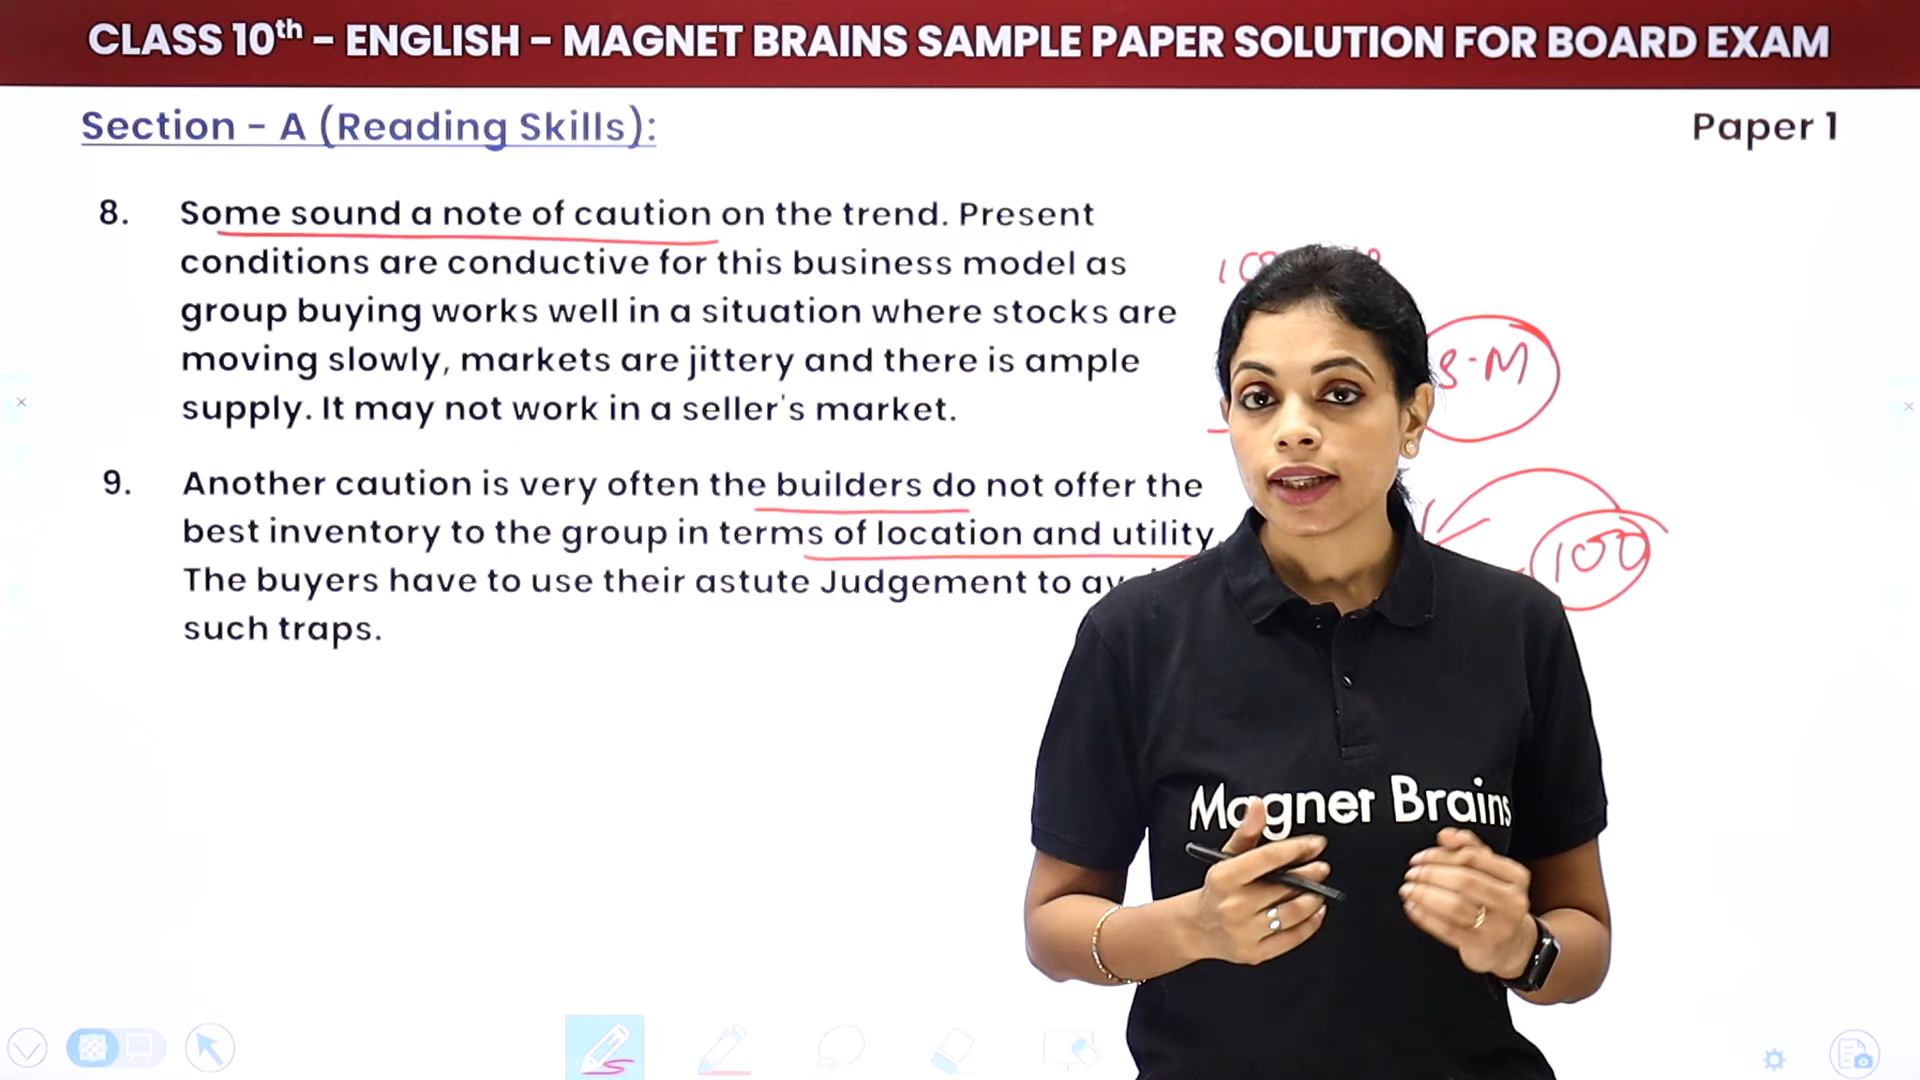 CLASS 10th - ENGLISH - MAGNET BRAINS SAMPLE PAPER SOLUTION FOR BOARD EXAM
Section - A (Reading Skills):
Paper 1
8. Some sound a note of caution on the trend. Present
conditions are conductive for this business model as
group buying works well in a situation where stocks are
moving slowly, markets are jittery and there is ample
supply. It may not work in a seller's market.
S-M
9. Another caution is very often the builders do not offer the
best inventory to the group in terms of location and utility
100
The buyers have to use their astute Judgement to
such traps.
Magnet Brains